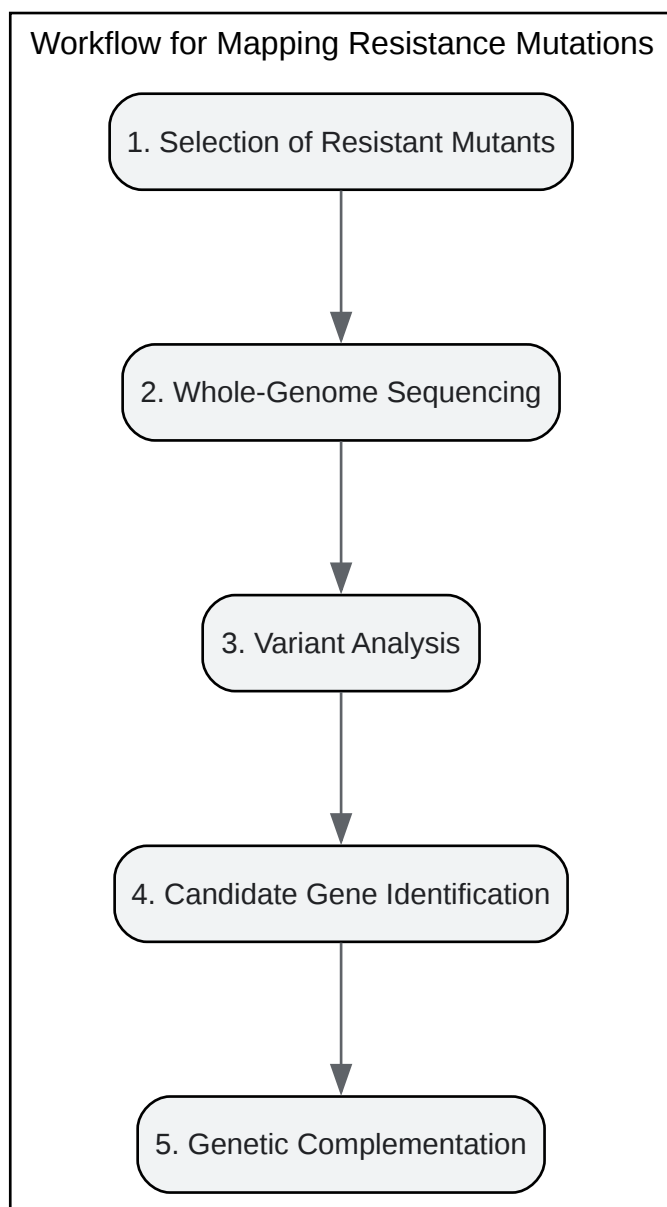 Workflow for Mapping Resistance Mutations
1. Selection of Resistant Mutants
2. Whole-Genome Sequencing
3. Variant Analysis
4. Candidate Gene Identification
5. Genetic Complementation